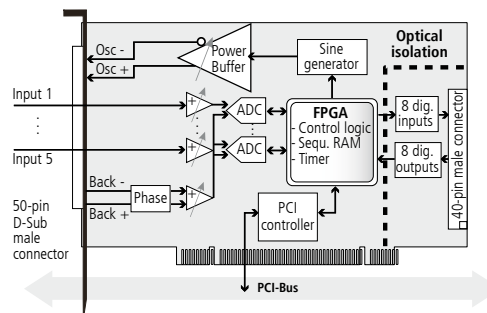 Optical
isolation
Osc -
Osc +
Power
Buffer
Sine
generator
Input 1
Input 5
+
ADC
+
ADC
FPGA
- Control logic
- Sequ. RAM
- Timer
8 dig.
inputs
8 dig.
outputs
40-pin male connector
Back -
Back +
Phase
+
PCI
controller
50-pin
D-Sub
male
connector
PCI-Bus